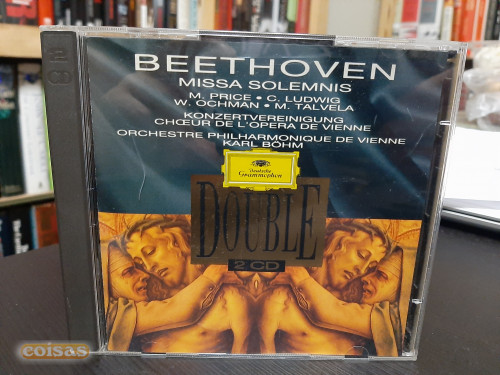 BEETHOVEN
MISSA SOLEMNIS
M. PRICE • C. LUDWIG
W. OCHMAN • M. TALVELA
KONZERTVEREINIGUNG
CHŒUR DE L'OPERA DE VIENNE
ORCHESTRE PHILHARMONIQUE DE VIENNE
KARL BÖHM
Deutsche
Grammophon
DOUBLE
2 CD
coisas